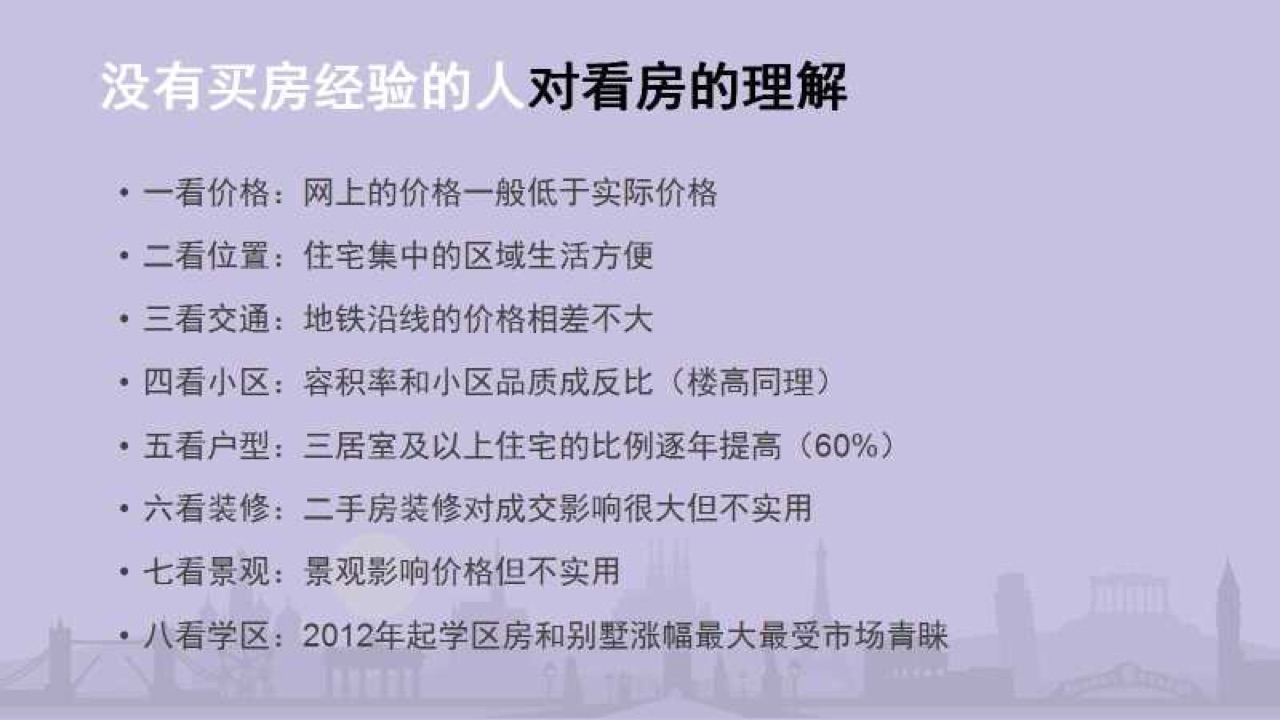 没有买房经验的人对看房的理解
• 一看价格：网上的价格一般低于实际价格
• 二看位置：住宅集中的区域生活方便
• 三看交通：地铁沿线的价格相差不大
• 四看小区：容积率和小区品质成反比（楼高同理）
• 五看户型：三居室及以上住宅的比例逐年提高（60%）
• 六看装修：二手房装修对成交影响很大但不实用
• 七看景观：景观影响价格但不实用
• 八看学区：2012年起学区房和别墅涨幅最大最受市场青睐